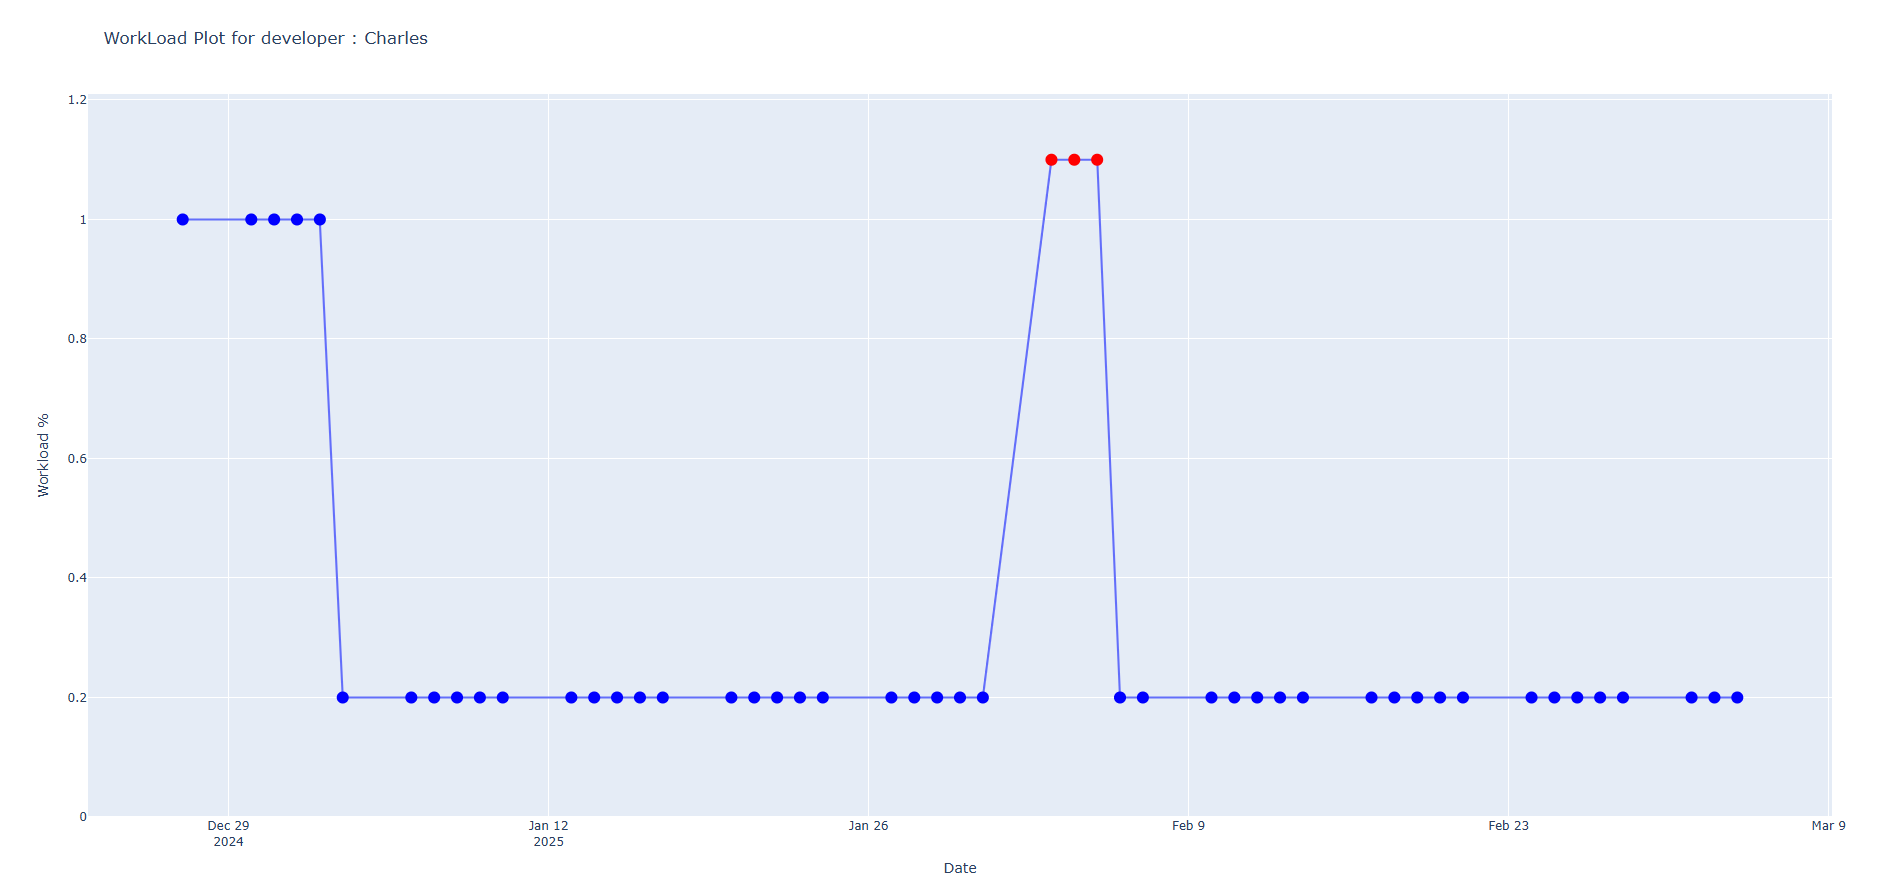 WorkLoad Plot for developer : Charles
1.2
1
0.8
0.6
0.4
0.2
0
Workload %
Dec 29
2024
Jan 12
2025
Jan 26
Feb 9
Feb 23
Mar 9
Date